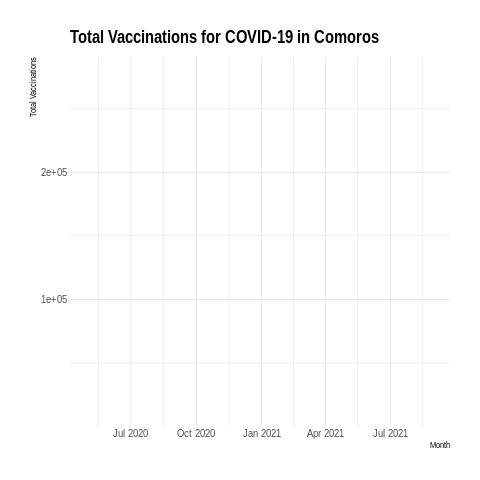 Total Vaccinations for COVID-19 in Comoros
Total Vaccinations
2e+05
1e+05
Jul 2020 Oct 2020 Jan 2021 Apr 2021 Jul 2021
Month